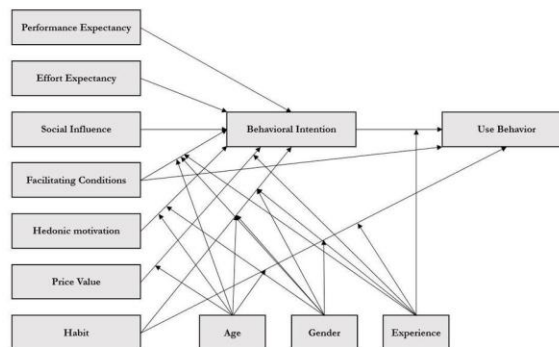 Performance Expectancy
Effort Expectancy
Social Influence
Behavioral Intention
Use Behavior
Facilitating Conditions
Hedonic motivation
Price Value
Habit
Age
Gender
Experience